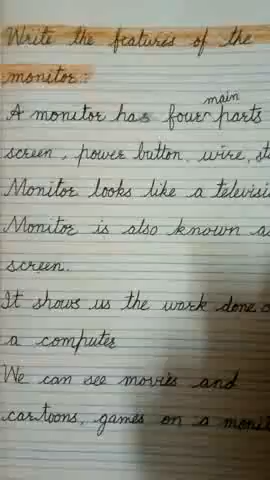 Write the features of the
monitor :
main
A monitor has four parts
screen, power button, wire, st
Monitor looks like a televisi
Monitor is also known a
screen.
It shows us the work done o
a computer
We can see movies and
cartoons, games on a moni